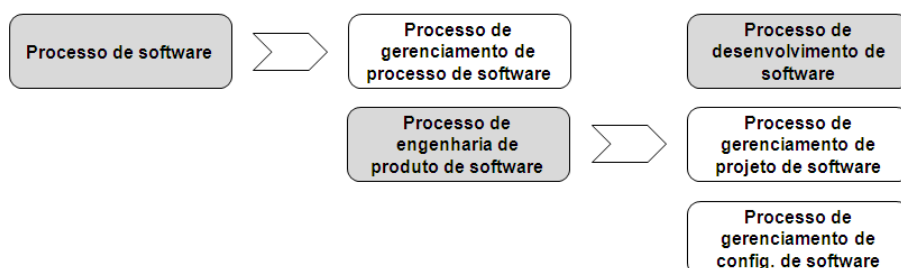 Processo de software
Processo de
gerenciamento de
processo de software
Processo de
desenvolvimento de
software
Processo de
engenharia de
produto de software
Processo de
gerenciamento de
projeto de software
Processo de
gerenciamento de
config. de software